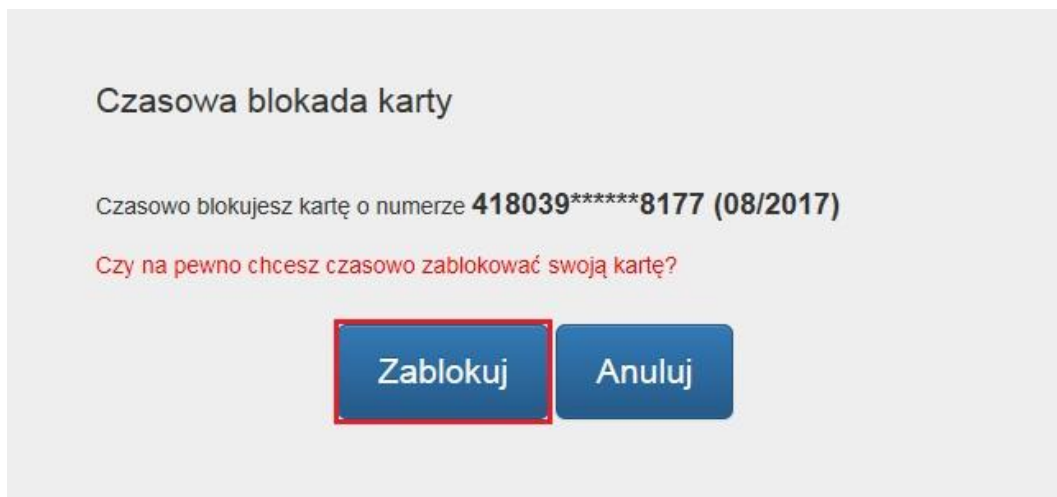 Czasowa blokada karty
Czasowo blokujesz kartę o numerze 418039******8177 (08/2017)
Czy na pewno chcesz czasowo zablokować swoją kartę?
Zablokuj Anuluj